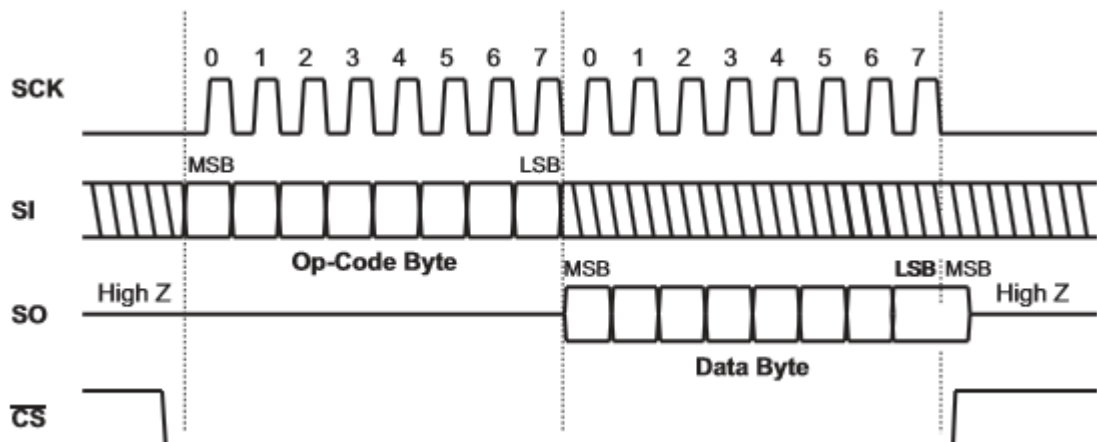 0 1 2 3 4 5 6 7 0 1 2 3 4 5 6 7
SCK
MSB LSB
SI
Op-Code Byte
MSB LSB MSB
High Z High Z
SO
Data Byte
CS